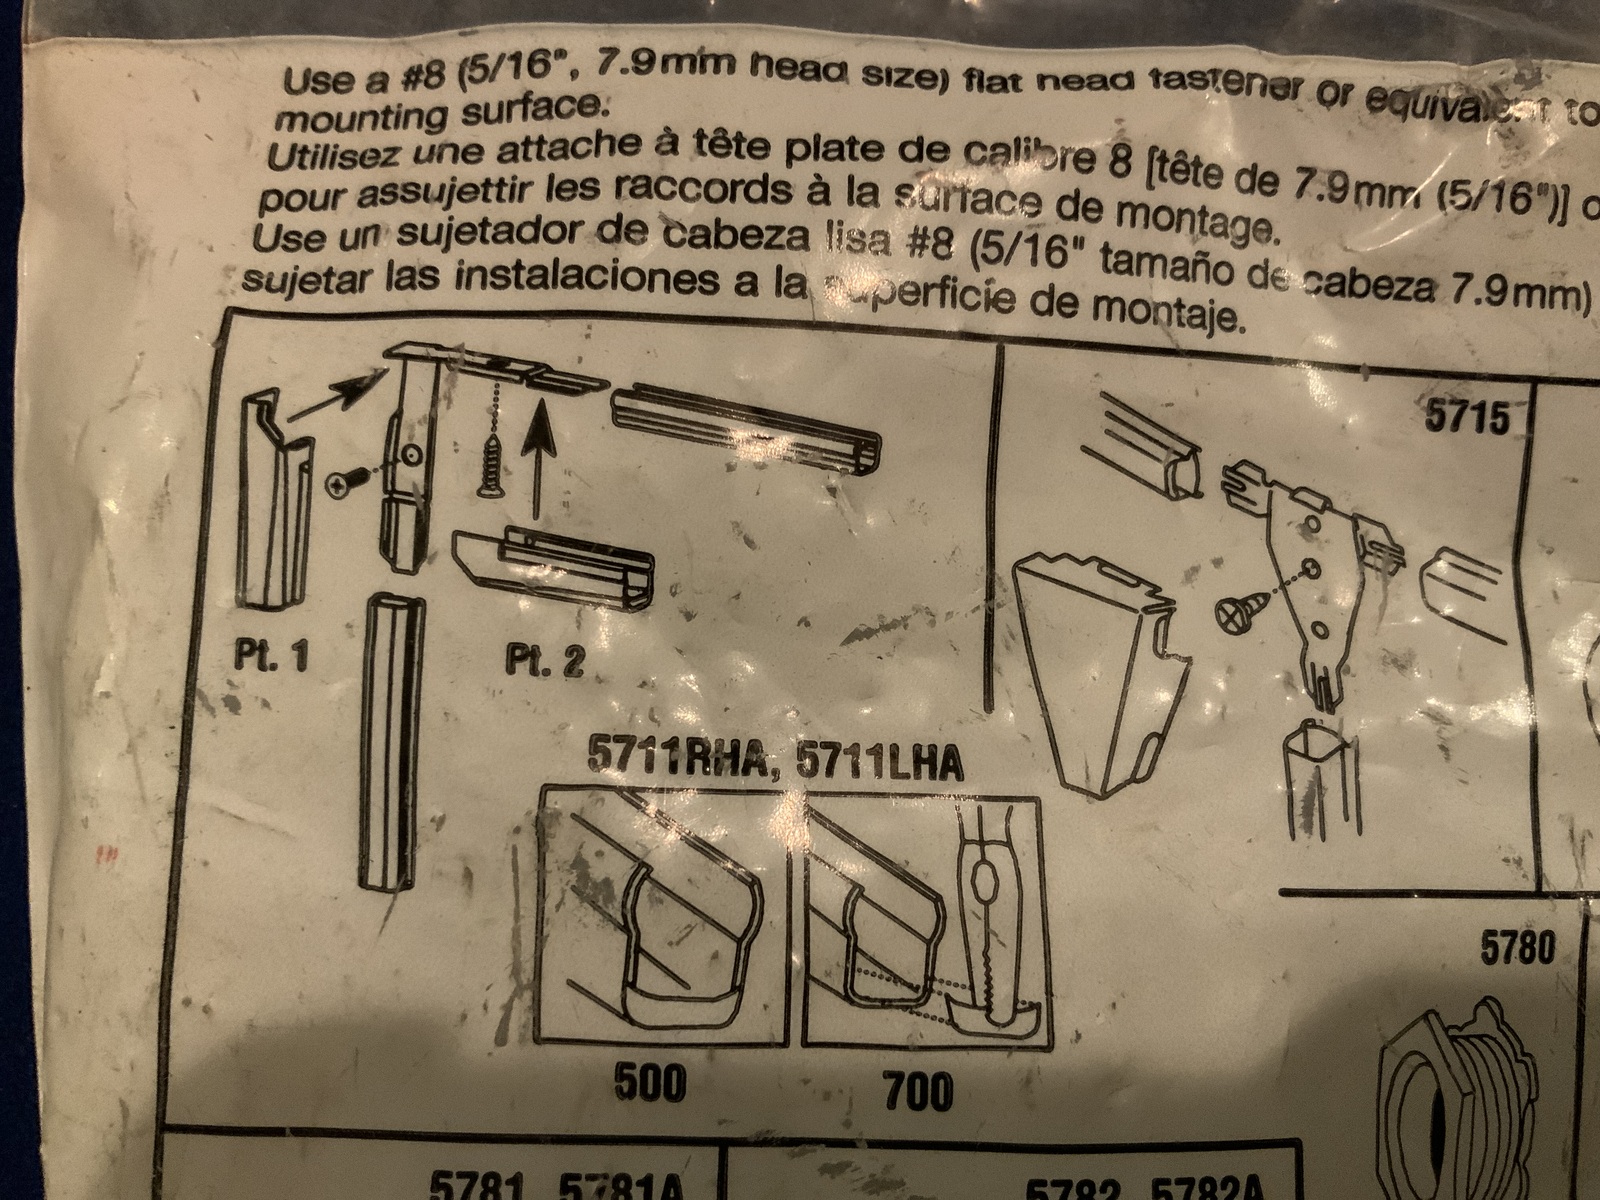 Use a #8 (5/16", 7.9mm head size) flat head fastener or equivalent to
mounting surface.
Utilisez une attache à tête plate de calibre 8 [tête de 7.9mm (5/16")] o
pour assujettir les raccords à la surface de montage.
Use un sujetador de cabeza lisa #8 (5/16" tamaño de cabeza 7.9mm)
sujetar las instalaciones a la superficie de montaje.
5715
Pt. 1
Pt. 2
5711RHA, 5711LHA
5780
500
700
5781 5781A
5782 5782A